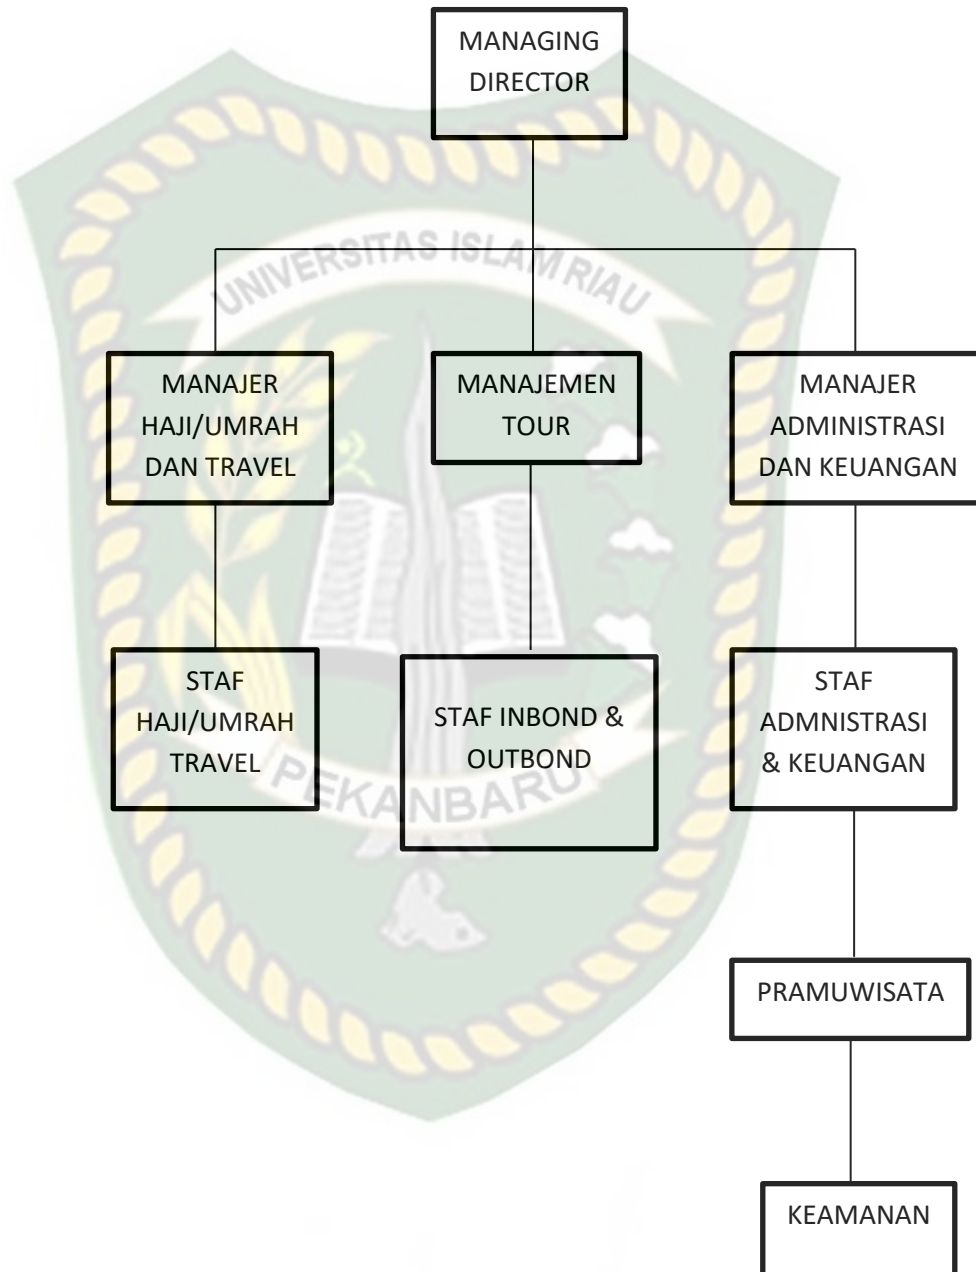 MANAGING
DIRECTOR
UNIVERSITAS ISLAM RIAU
MANAJER
HAJI/UMRAH
DAN TRAVEL
MANAJEMEN
TOUR
MANAJER
ADMINISTRASI
DAN KEUANGAN
STAF
HAJI/UMRAH
TRAVEL
STAF INBOND &
OUTBOND
STAF
ADMNISTRASI
& KEUANGAN
PEKANBARU
PRAMUWISATA
KEAMANAN